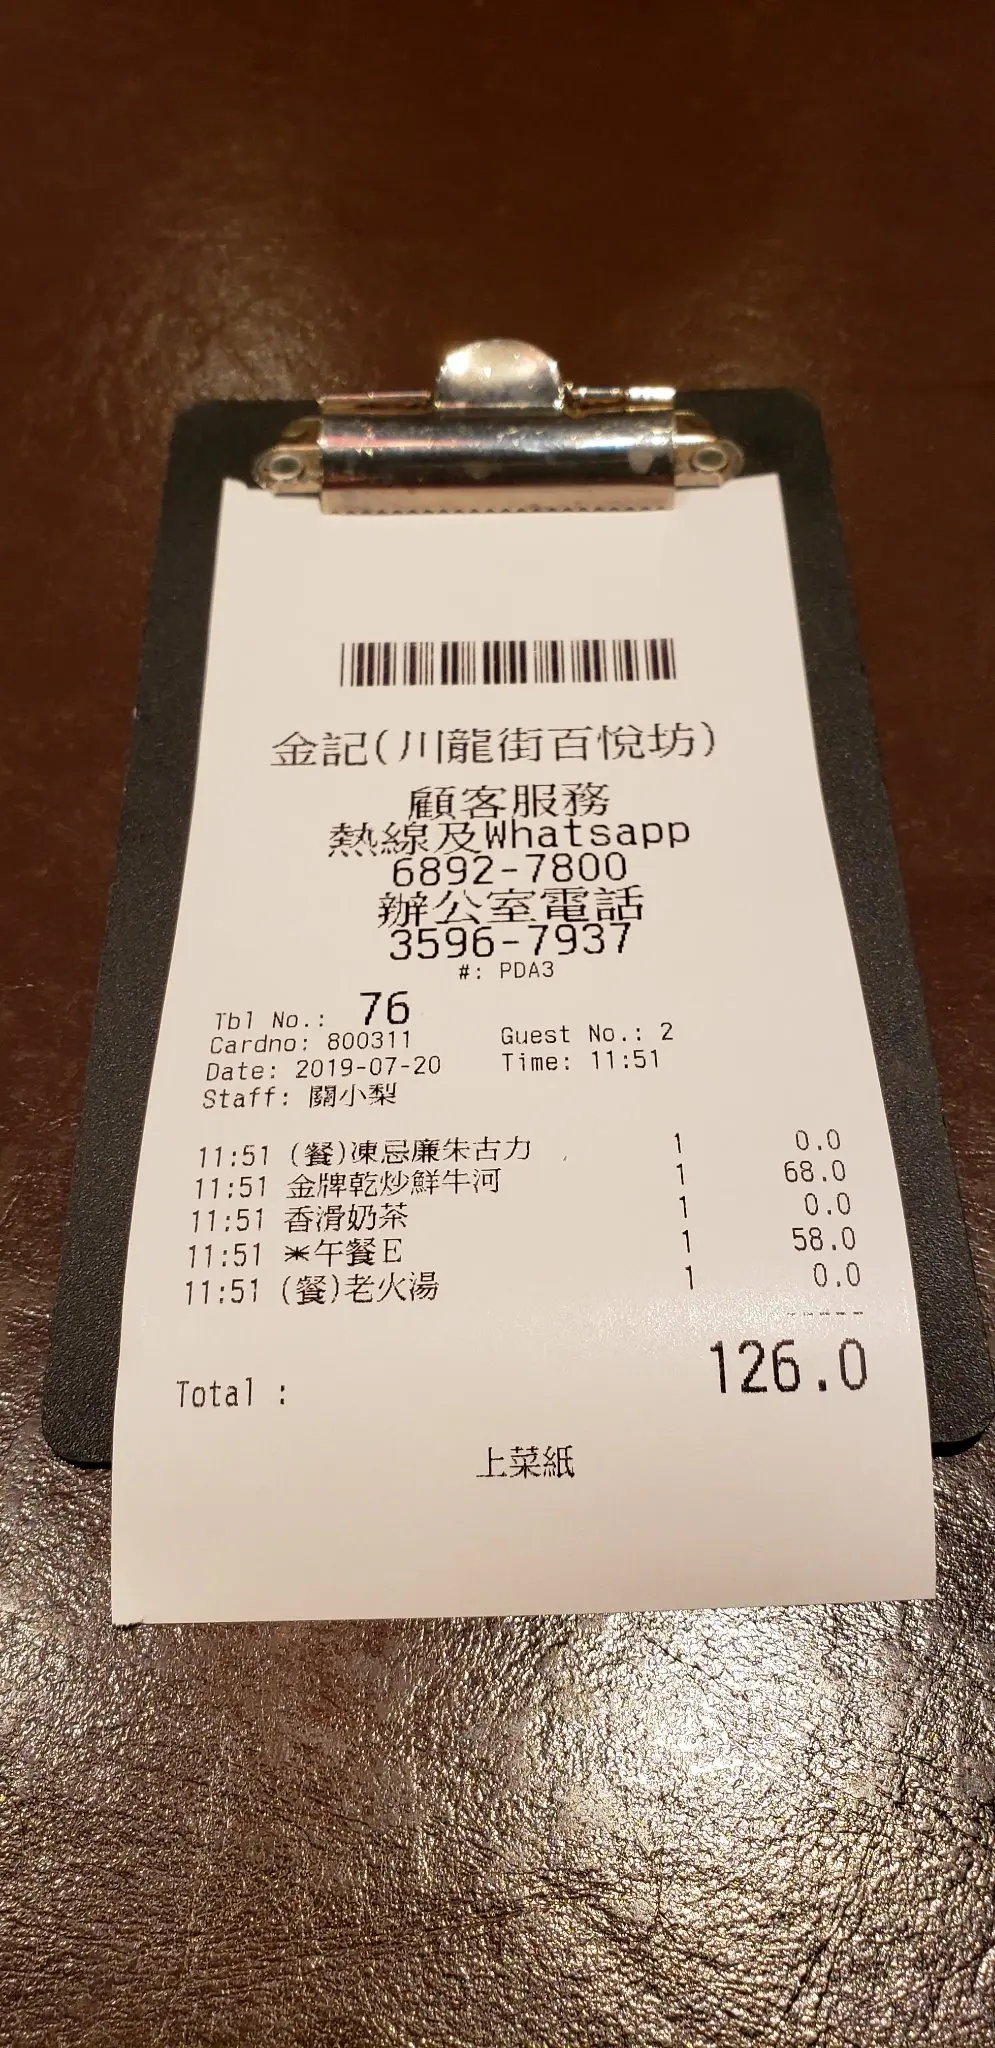 金記(川龍街百悅坊)
顧客服務
熱線及Whatsapp
6892-7800
辦公室電話
3596-7937
#: PDA3
Tbl No.: 76
Cardno: 800311 Guest No.: 2
Date: 2019-07-20 Time: 11:51
Staff: 關小梨
11:51 (餐)凍忌廉朱古力 1 0.0
11:51 金牌乾炒鮮牛河 1 68.0
11:51 香滑奶茶 1 0.0
11:51 *午餐E 1 58.0
11:51 (餐)老火湯 1 0.0
------
Total : 126.0
上菜紙